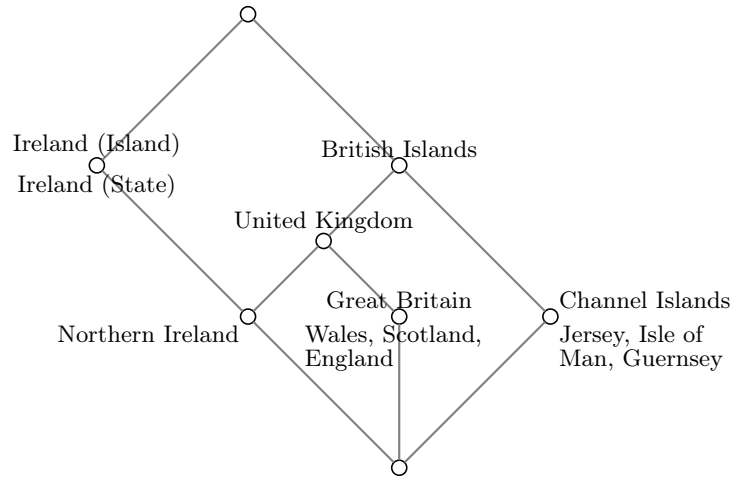 Ireland (Island)
British Islands
Ireland (State)
United Kingdom
Great Britain
Channel Islands
Northern Ireland
Wales, Scotland,
England
Jersey, Isle of
Man, Guernsey